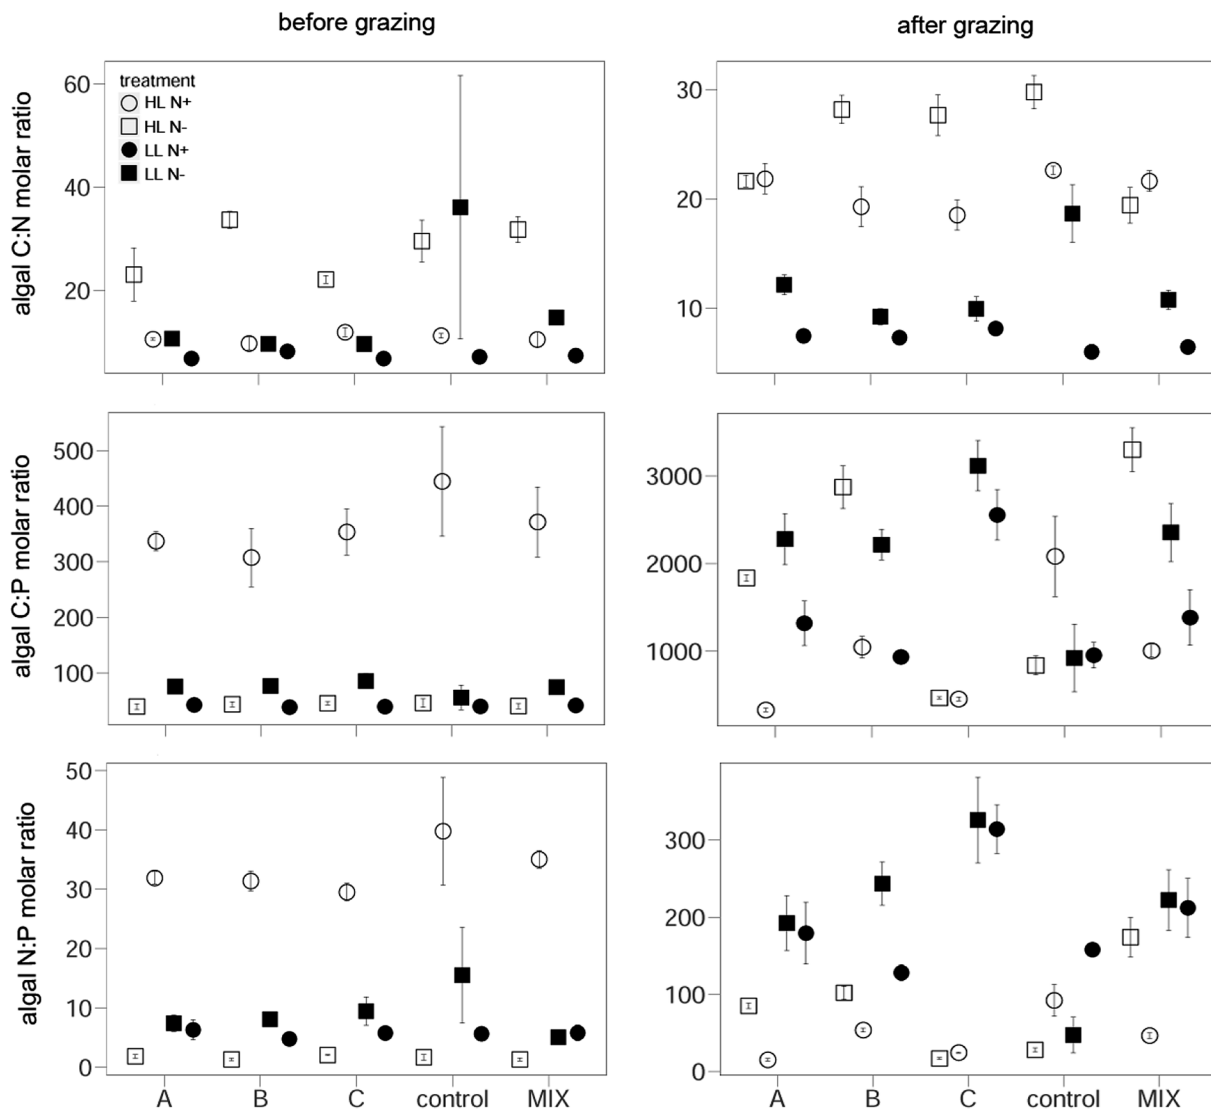 before grazing
after grazing
algal C:N molar ratio
60
40
20
treatment
HL N+
HL N-
LL N+
LL N-
30
20
10
algal C:P molar ratio
500
400
300
200
100
3000
2000
1000
algal N:P molar ratio
50
40
30
20
10
0
A B C control MIX
300
200
100
0
A B C control MIX